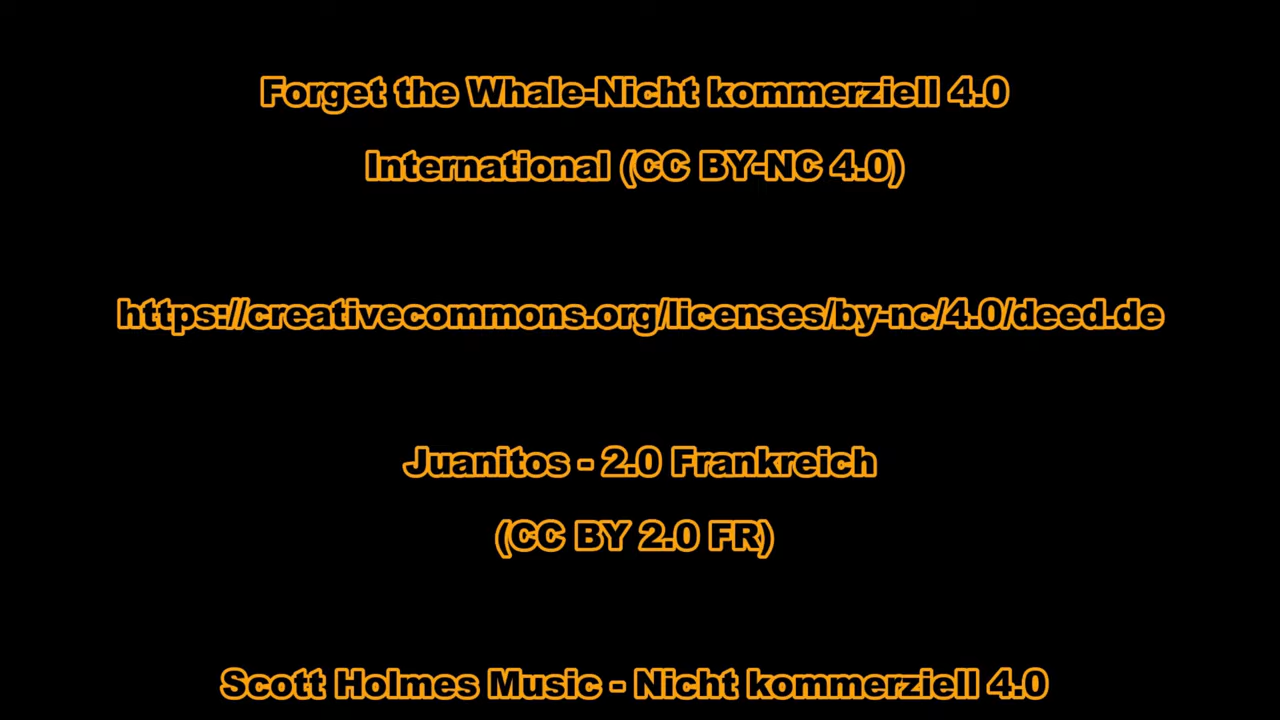 Forget the Whale-Nicht kommerziell 4.0
International (CC BY-NC 4.0)
https://creativecommons.org/licenses/by-nc/4.0/deed.de
Juanitos - 2.0 Frankreich
(CC BY 2.0 FR)
Scott Holmes Music - Nicht kommerziell 4.0